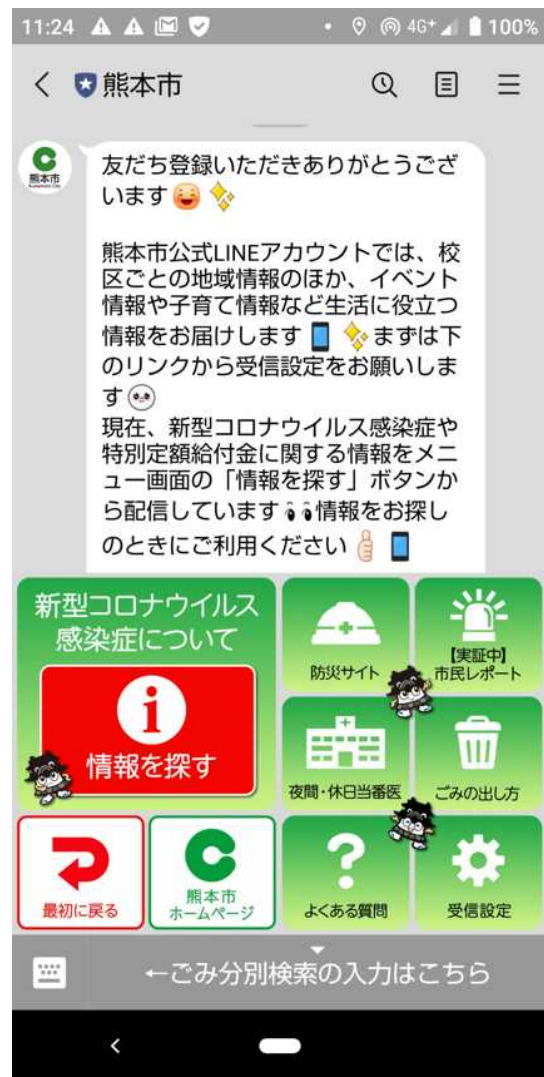 11:24
4G+
100%
熊本市
熊本市
友だち登録いただきありがとうござ
います
熊本市公式LINEアカウントでは、校
区ごとの地域情報のほか、イベント
情報や子育て情報など生活に役立つ
情報をお届けします まずは下
のリンクから受信設定をお願いしま
す
現在、新型コロナウイルス感染症や
特別定額給付金に関する情報をメニ
ュー画面の「情報を探す」ボタンか
ら配信しています 情報をお探し
のときにご利用ください
新型コロナウイルス
感染症について
情報を探す
防災サイト
【実証中】
市民レポート
夜間・休日当番医
ごみの出し方
最初に戻る
熊本市
ホームページ
よくある質問
受信設定
←ごみ分別検索の入力はこちら